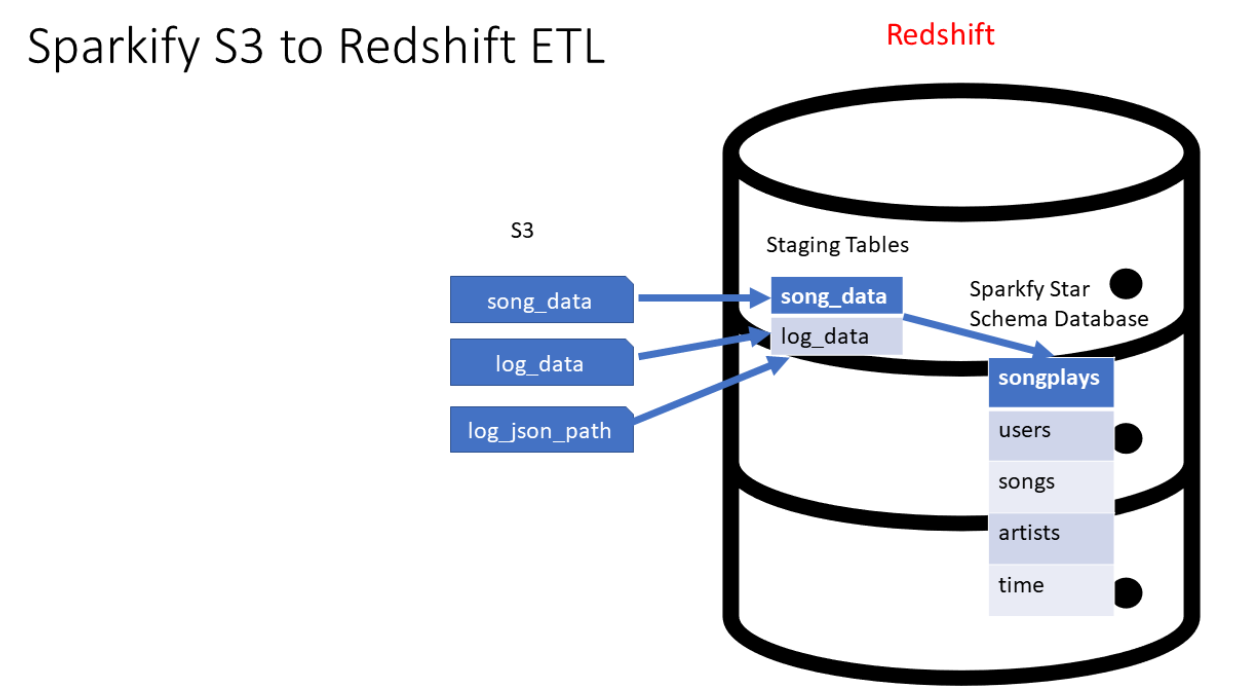 Sparkify S3 to Redshift ETL
Redshift
S3
song_data
log_data
log_json_path
Staging Tables
song_data
log_data
Sparkfy Star
Schema Database
songplays
users
songs
artists
time